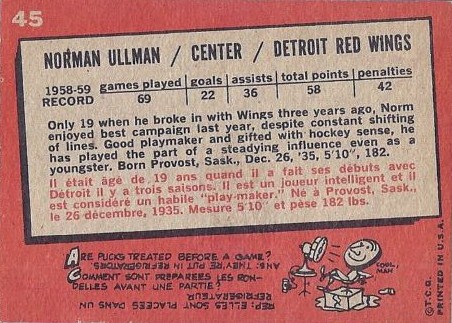 45
NORMAN ULLMAN / CENTER / DETROIT RED WINGS
1958-59 games played goals assists total points penalties
RECORD 69 22 36 58 42
Only 19 when he broke in with Wings three years ago, Norm
enjoyed best campaign last year, despite constant shifting
of lines. Good playmaker and gifted with hockey sense, he
has played the part of a steadying influence even as a
youngster. Born Provost, Sask., Dec. 26, '35, 5'10", 182.
Il était âgé de 19 ans quand il a fait ses débuts avec
Détroit il y a trois saisons. Il est un joueur intelligent et il
est considéré un habile "play-maker." Né à Provost, Sask.,
le 26 décembre, 1935. Mesure 5'10" et pèse 182 lbs.
ARE PUCKS TREATED BEFORE A GAME?
ANS: THEY'RE PUT IN REFRIGERATORS.
COMMENT SONT PREPAREES LES RON-
DELLES AVANT UNE PARTIE?
REP: ELLES SONT PLACEES DANS UN
REFRIGERATEUR
COOL, MAN
©T.C.G. PRINTED IN U.S.A.